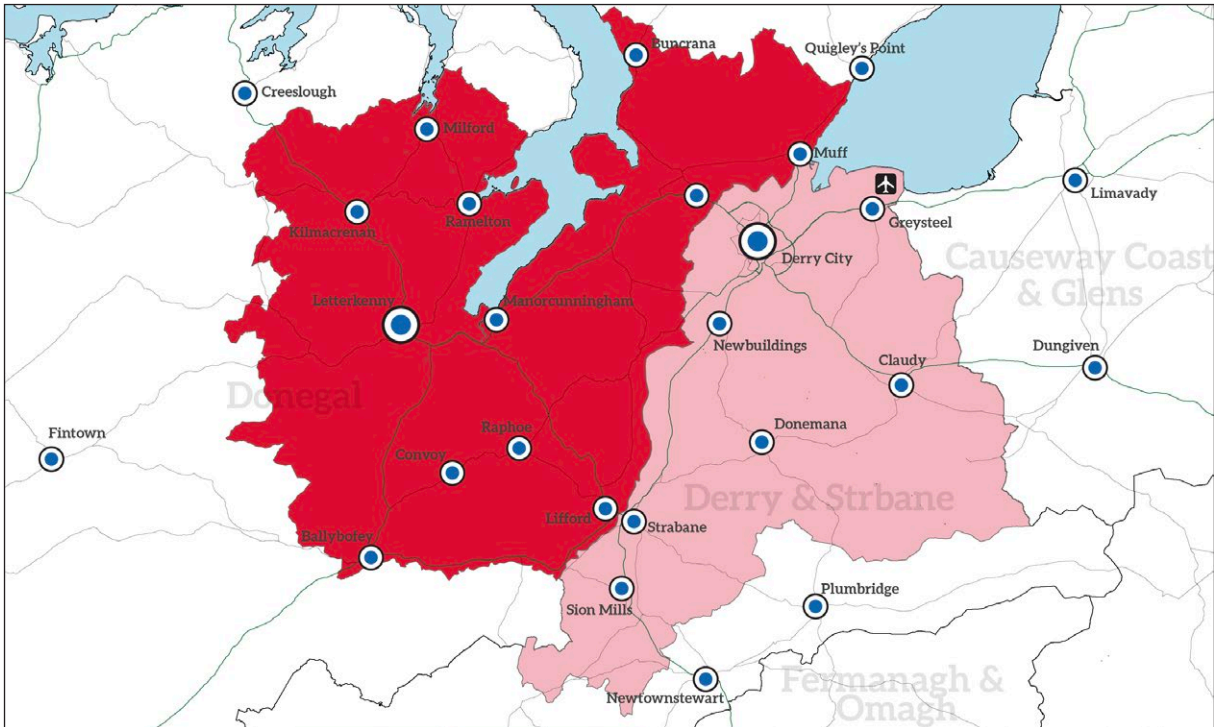 Buncrana
Quigley's Point
Creeslough
Milford
Muff
Limavady
Ramelton
Kilmacrenan
Greysteel
Derry City
Causeway Coast
& Glens
Letterkenny
Manorcunningham
Newbuildings
Dungiven
Claudy
Donegal
Fintown
Raphoe
Donemana
Convoy
Derry & Strbane
Lifford
Strabane
Ballybofey
Plumbridge
Sion Mills
Fermanagh &
Omagh
Newtownstewart